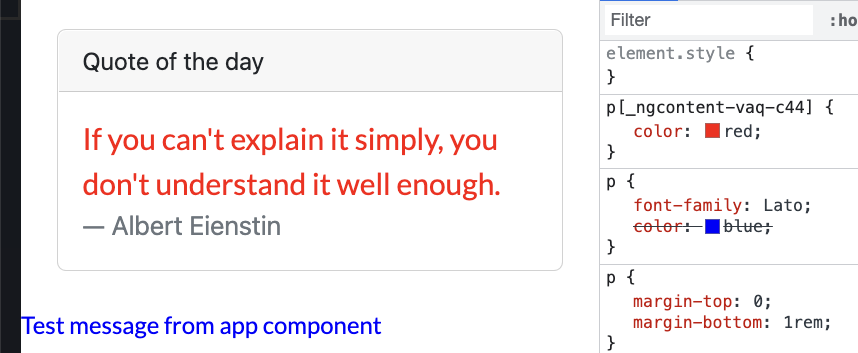 Quote of the day
If you can't explain it simply, you
don't understand it well enough.
— Albert Eienstin
Test message from app component
Filter
:ho
element.style {
}
p[_ngcontent-vaq-c44] {
color: red;
}
p {
font-family: Lato;
color: blue;
}
p {
margin-top: 0;
margin-bottom: 1rem;
}